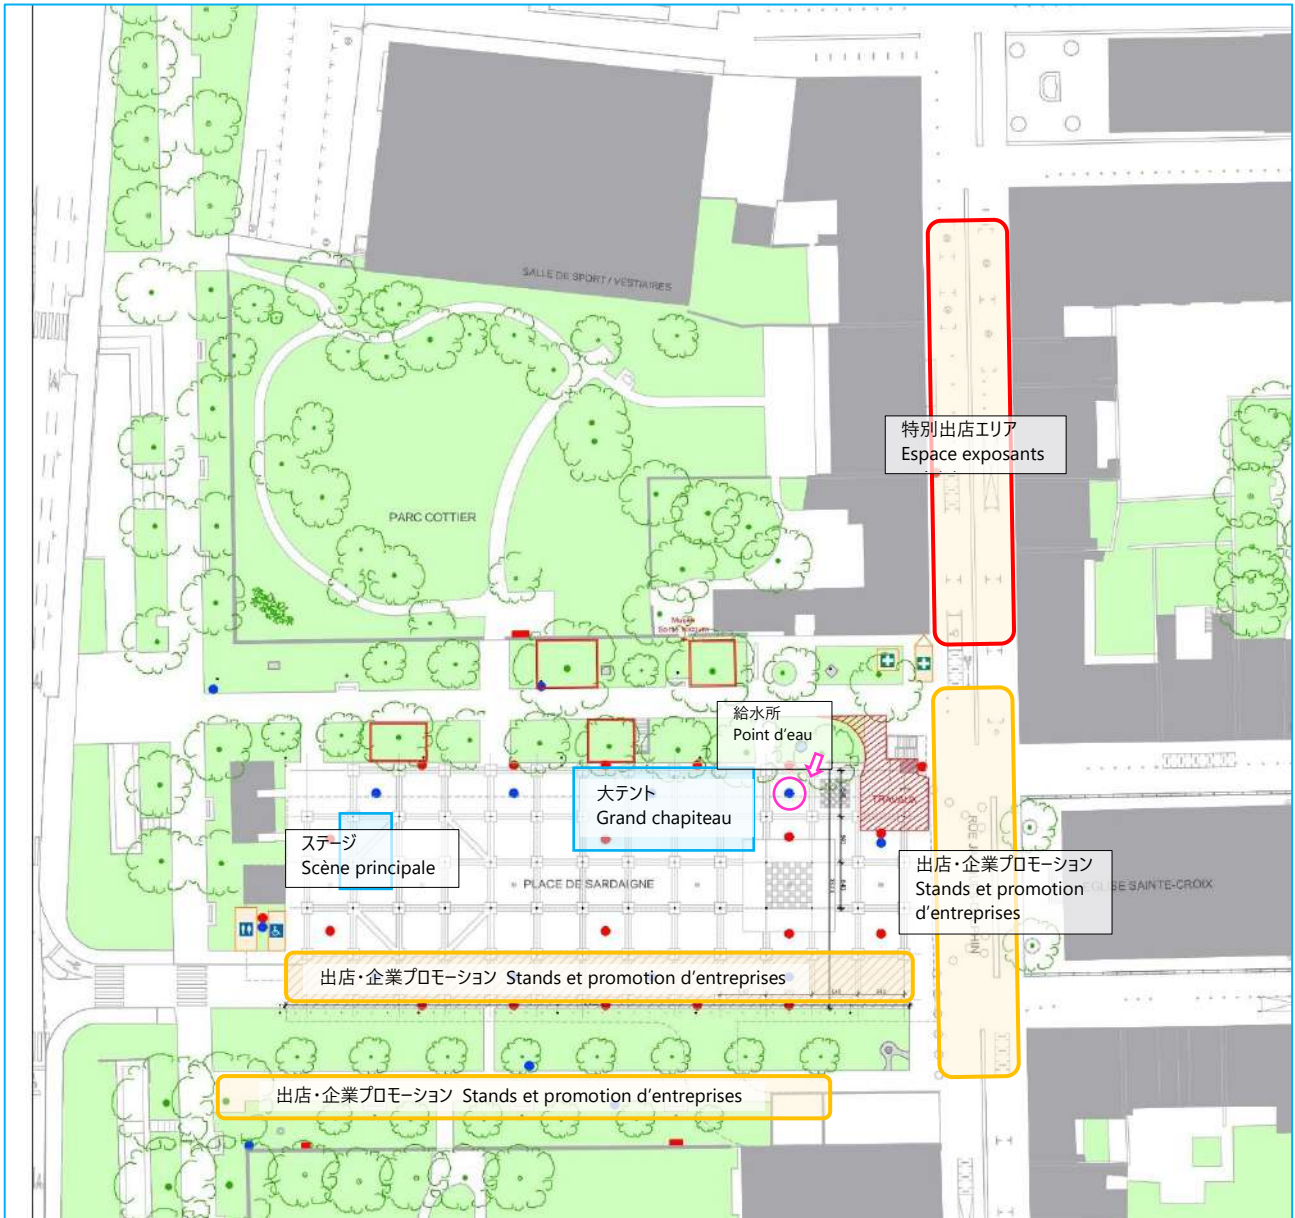 SALLE DE SPORT / VESTIAIRES
特別出店エリア
Espace exposants
PARC COTTIER
給水所
Point d'eau
大テント
Grand chapiteau
TRAVAUX
ステージ
Scène principale
PLACE DE SARDAIGNE
出店・企業プロモーション
Stands et promotion
d'entreprises
EGLISE SAINTE-CROIX
出店・企業プロモーション Stands et promotion d'entreprises
出店・企業プロモーション Stands et promotion d'entreprises